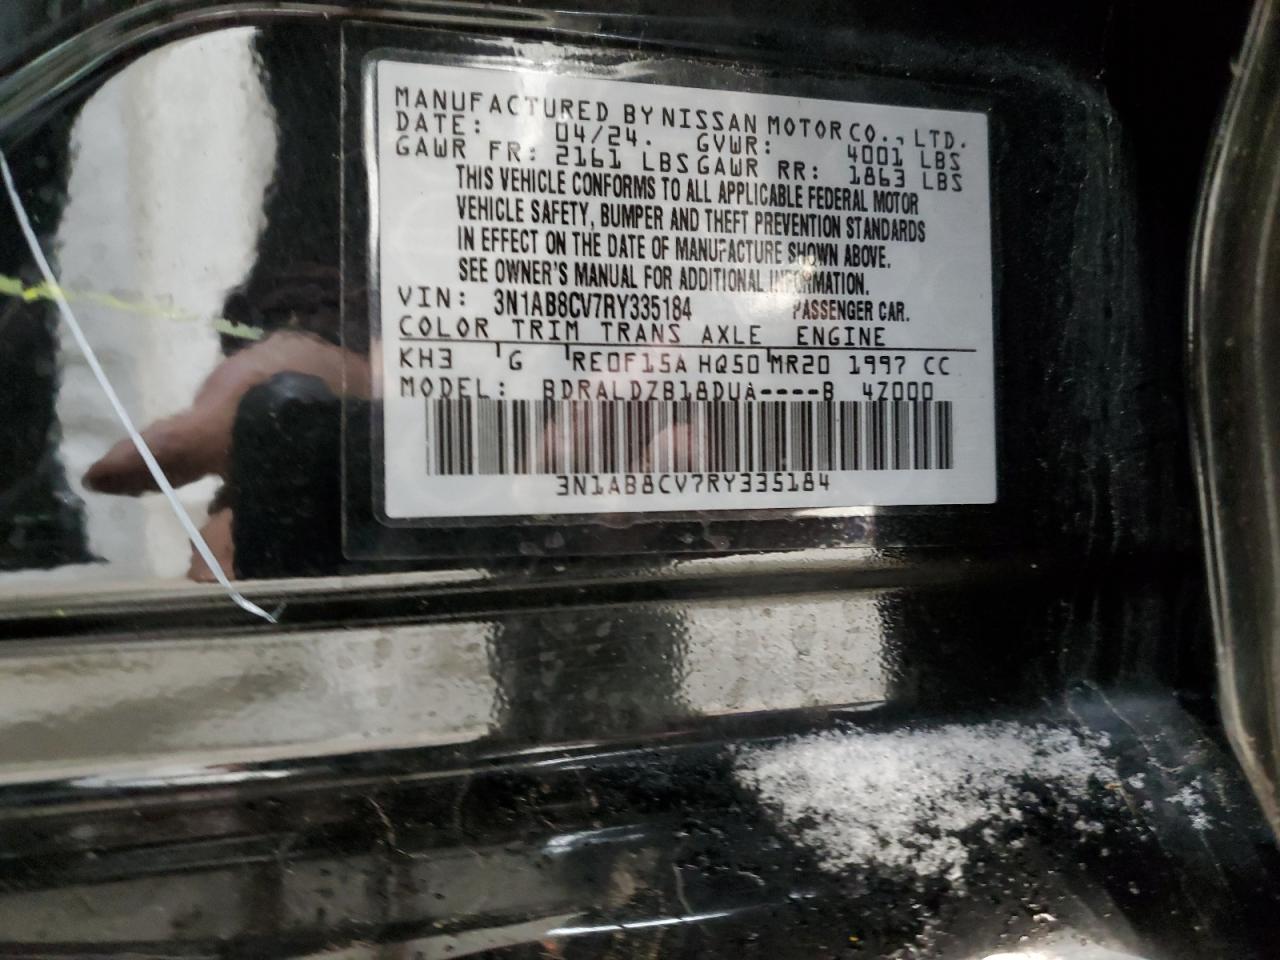 MANUFACTURED BY NISSAN MOTOR CO., LTD.
DATE: 04/24. GVWR: 4001 LBS
GAWR FR: 2161 LBS GAWR RR: 1863 LBS
THIS VEHICLE CONFORMS TO ALL APPLICABLE FEDERAL MOTOR
VEHICLE SAFETY, BUMPER AND THEFT PREVENTION STANDARDS
IN EFFECT ON THE DATE OF MANUFACTURE SHOWN ABOVE.
SEE OWNER'S MANUAL FOR ADDITIONAL INFORMATION.
VIN: 3N1AB8CV7RY335184 PASSENGER CAR.
COLOR TRIM TRANS AXLE ENGINE
KH3 G RE0F15A HQ50 MR20 1997 CC
MODEL: BDRALDZB18DUA----B 4Z000
3N1AB8CV7RY335184